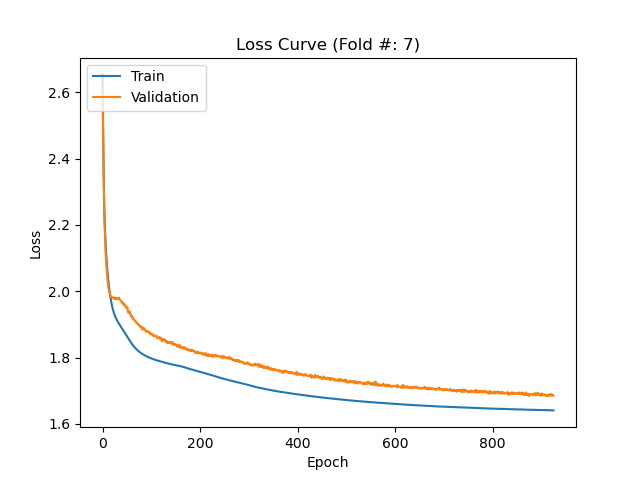 Loss Curve (Fold #: 7)
Train
Validation
Loss
2.6
2.4
2.2
2.0
1.8
1.6
0 200 400 600 800
Epoch